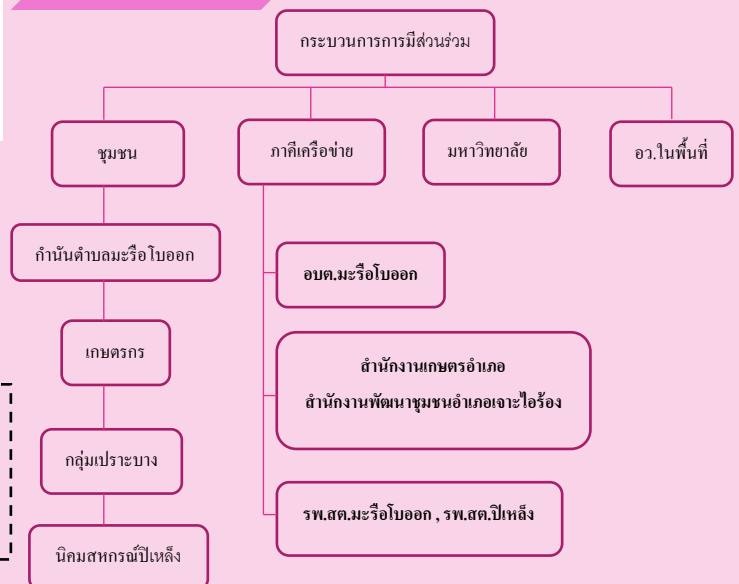 กระบวนการการมีส่วนร่วม
ชุมชน
ภาคีเครือข่าย
มหาวิทยาลัย
อว.ในพื้นที่
กำนันตำบลมะรือโบออก
เกษตรกร
กลุ่มเปราะบาง
นิคมสหกรณ์ปิเหล็ง
อบต.มะรือโบออก
สำนักงานเกษตรอำเภอ
สำนักงานพัฒนาชุมชนอำเภอเจาะไอร้อง
รพ.สต.มะรือโบออก , รพ.สต.ปิเหล็ง